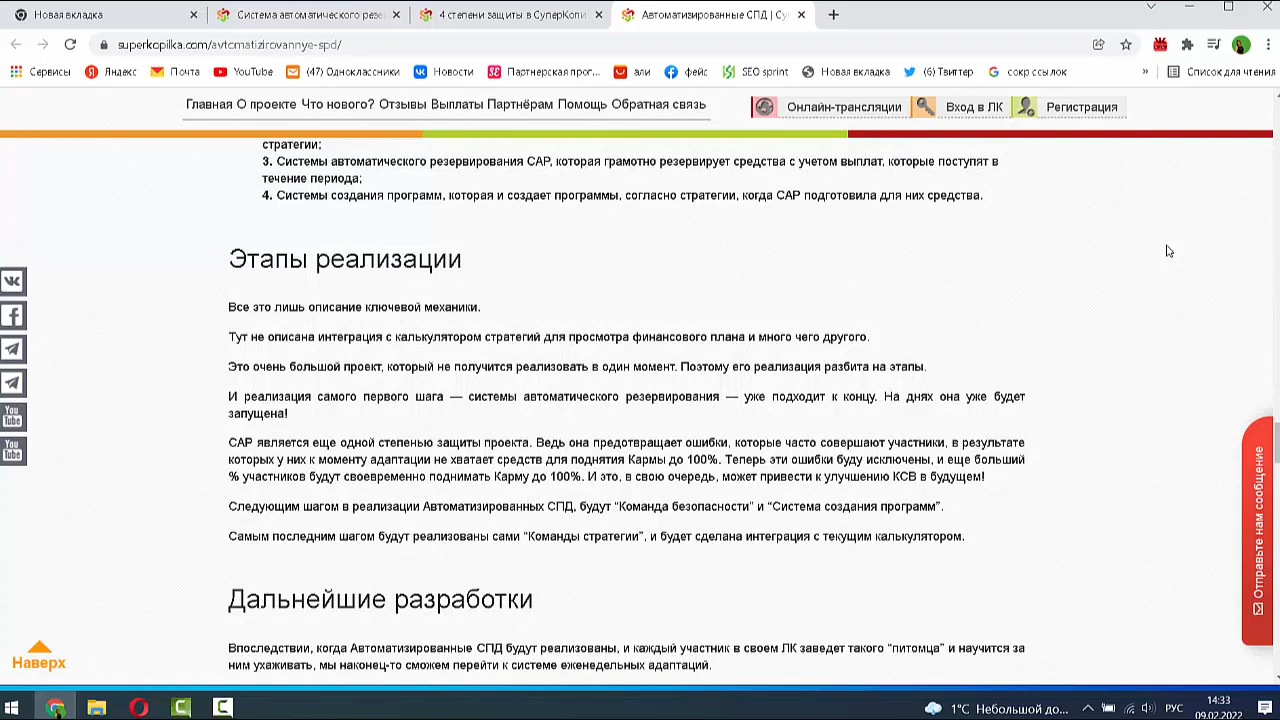 Новая вкладка
Система автоматического резе
4 степени защиты в СуперКопи
Автоматизированные СПД | Су
superkopilka.com/avtomatizirovannye-spd/
Сервисы Яндекс Почта YouTube (47) Одноклассники Новости Партнерская прог... али фейс SEO sprint Новая вкладка (6) Твиттер сокр ссылок » Список для чтения
Главная О проекте Что нового? Отзывы Выплаты Партнёрам Помощь Обратная связь
Онлайн-трансляции Вход в ЛК Регистрация
стратегии;
3. Системы автоматического резервирования САР, которая грамотно резервирует средства с учетом выплат, которые поступят в
течение периода;
4. Системы создания программ, которая и создает программы, согласно стратегии, когда САР подготовила для них средства.
Этапы реализации
Все это лишь описание ключевой механики.
Тут не описана интеграция с калькулятором стратегий для просмотра финансового плана и много чего другого.
Это очень большой проект, который не получится реализовать в один момент. Поэтому его реализация разбита на этапы.
И реализация самого первого шага — системы автоматического резервирования — уже подходит к концу. На днях она уже будет
запущена!
САР является еще одной степенью защиты проекта. Ведь она предотвращает ошибки, которые часто совершают участники, в результате
которых у них к моменту адаптации не хватает средств для поднятия Кармы до 100%. Теперь эти ошибки буду исключены, и еще больший
% участников будут своевременно поднимать Карму до 100%. И это, в свою очередь, может привести к улучшению КСВ в будущем!
Следующим шагом в реализации Автоматизированных СПД, будут “Команда безопасности” и “Система создания программ”.
Самым последним шагом будут реализованы сами “Команды стратегии”, и будет сделана интеграция с текущим калькулятором.
Дальнейшие разработки
Впоследствии, когда Автоматизированные СПД будут реализованы, и каждый участник в своем ЛК заведет такого “питомца” и научится за
ним ухаживать, мы наконец-то сможем перейти к системе еженедельных адаптаций.
You
Tube
You
Tube
Наверх
Отправьте нам сообщение
1°C Небольшой до...
РУС
14:33
09.02.2022